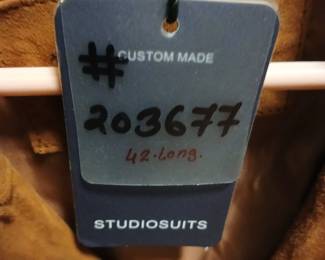 CUSTOM MADE
#
203677
42.Long.
STUDIOSUITS